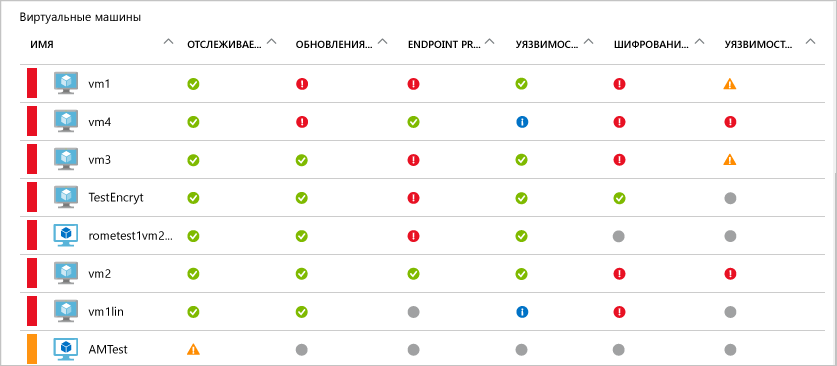 Виртуальные машины
ИМЯ ОТСЛЕЖИВАЕ... ОБНОВЛЕНИЯ... ENDPOINT PR... УЯЗВИМОС... ШИФРОВАНИ... УЯЗВИМОСТ...
vm1
vm4
vm3
TestEncryt
rometest1vm2...
vm2
vm1lin
AMTest